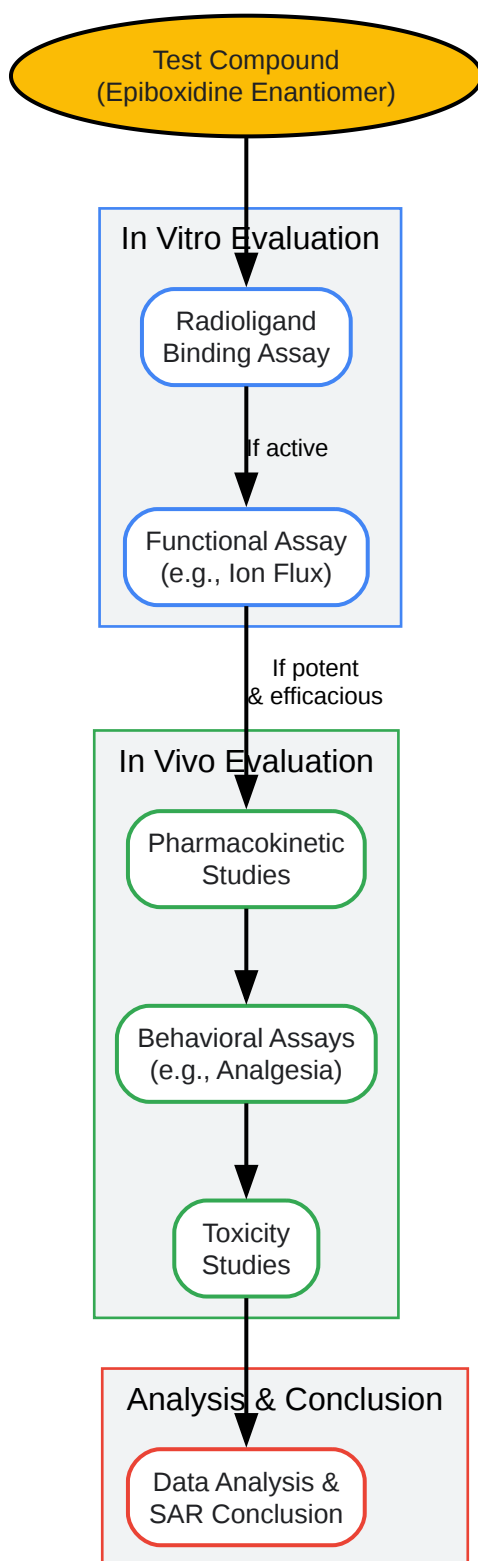 Test Compound
(Epiboxidine Enantiomer)
In Vitro Evaluation
Radioligand
Binding Assay
If active
Functional Assay
(e.g., Ion Flux)
If potent
& efficacious
In Vivo Evaluation
Pharmacokinetic
Studies
Behavioral Assays
(e.g., Analgesia)
Toxicity
Studies
Analysis & Conclusion
Data Analysis &
SAR Conclusion